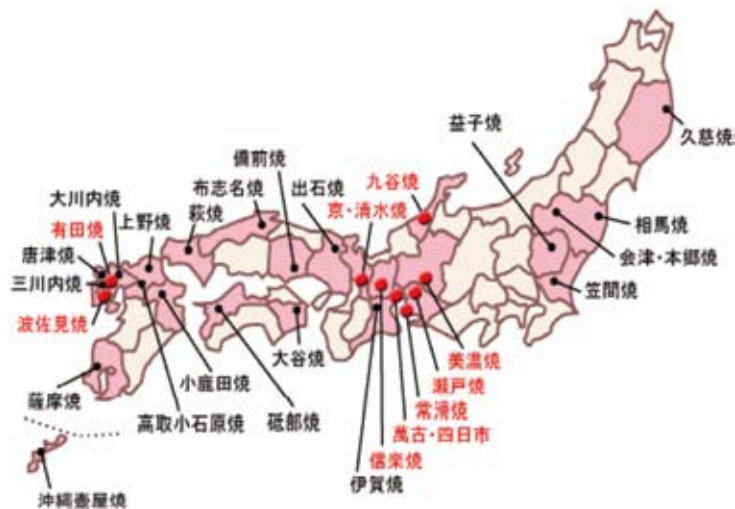 益子焼
久慈焼
備前焼
九谷焼
布志名焼
出石焼
大川内焼
京・清水焼
萩焼
有田焼
上野焼
相馬焼
唐津焼
会津・本郷焼
三川内焼
笠間焼
波佐見焼
大谷焼
美濃焼
小鹿田焼
瀬戸焼
薩摩焼
砥部焼
常滑焼
高取小石原焼
萬古・四日市
信楽焼
伊賀焼
沖縄壺屋焼